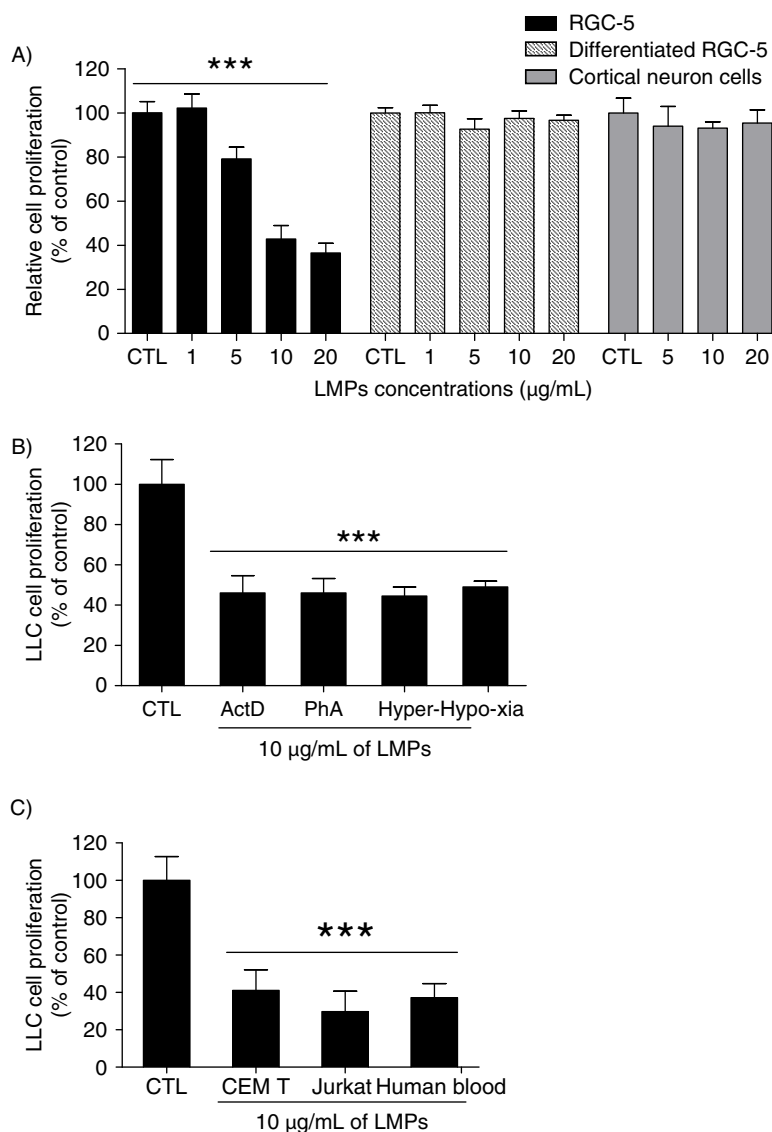 RGC-5
Differentiated RGC-5
Cortical neuron cells
A)
Relative cell proliferation
(% of control)
120
100
80
60
40
20
0
***
CTL 1 5 10 20 CTL 1 5 10 20 CTL 5 10 20
LMPs concentrations (µg/mL)
B)
LLC cell proliferation
(% of control)
120
100
80
60
40
20
0
***
CTL ActD PhA Hyper-Hypo-xia
10 µg/mL of LMPs
C)
LLC cell proliferation
(% of control)
120
100
80
60
40
20
0
***
CTL CEM T Jurkat Human blood
10 µg/mL of LMPs